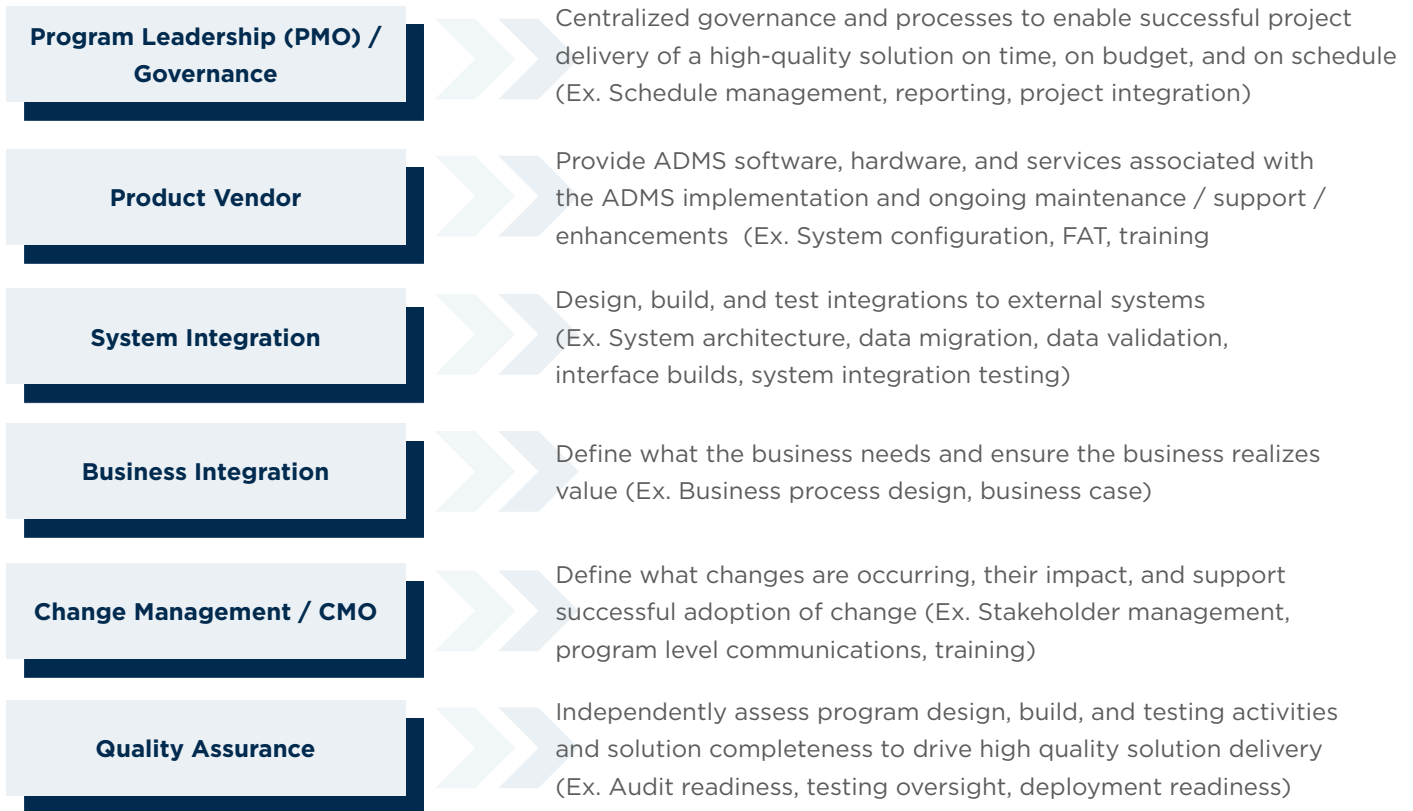 Program Leadership (PMO) /
Governance
Centralized governance and processes to enable successful project
delivery of a high-quality solution on time, on budget, and on schedule
(Ex. Schedule management, reporting, project integration)
Product Vendor
Provide ADMS software, hardware, and services associated with
the ADMS implementation and ongoing maintenance / support /
enhancements  (Ex. System configuration, FAT, training
System Integration
Design, build, and test integrations to external systems
(Ex. System architecture, data migration, data validation,
interface builds, system integration testing)
Business Integration
Define what the business needs and ensure the business realizes
value (Ex. Business process design, business case)
Change Management / CMO
Define what changes are occurring, their impact, and support
successful adoption of change (Ex. Stakeholder management,
program level communications, training)
Quality Assurance
Independently assess program design, build, and testing activities
and solution completeness to drive high quality solution delivery
(Ex. Audit readiness, testing oversight, deployment readiness)